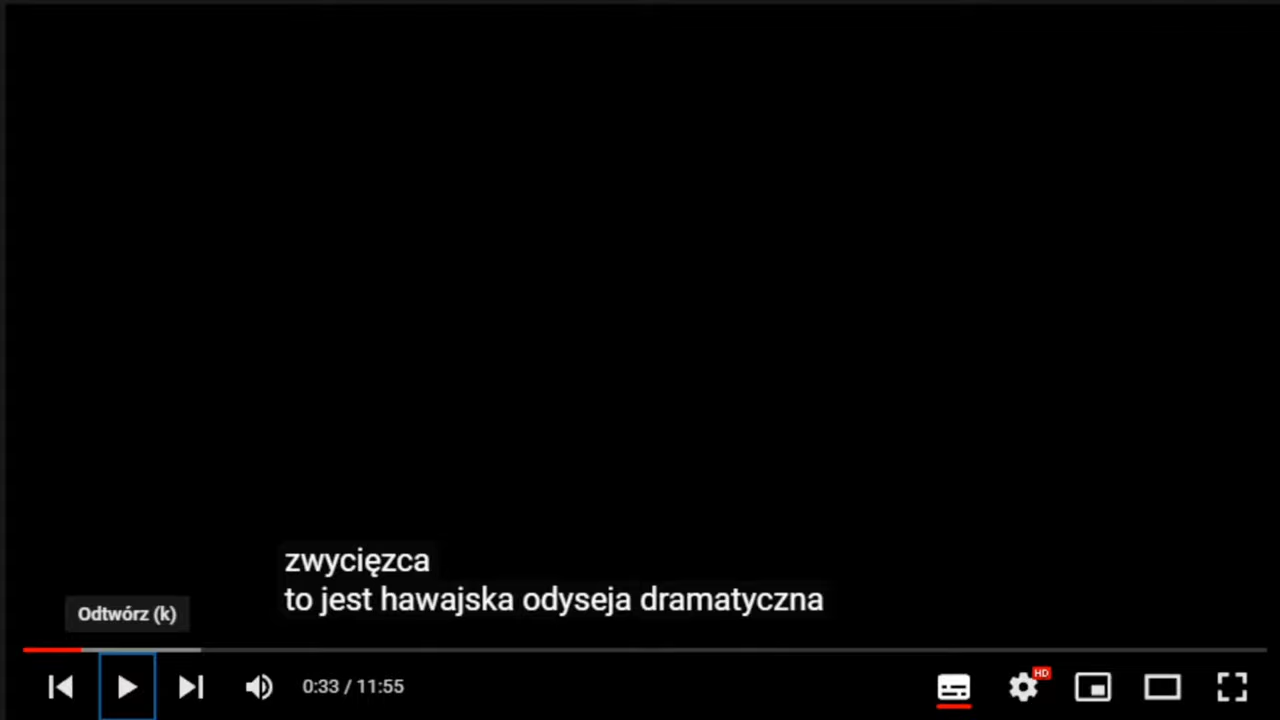 zwycięzca
to jest hawajska odyseja dramatyczna
Odtwórz (k)
0:33 / 11:55
HD